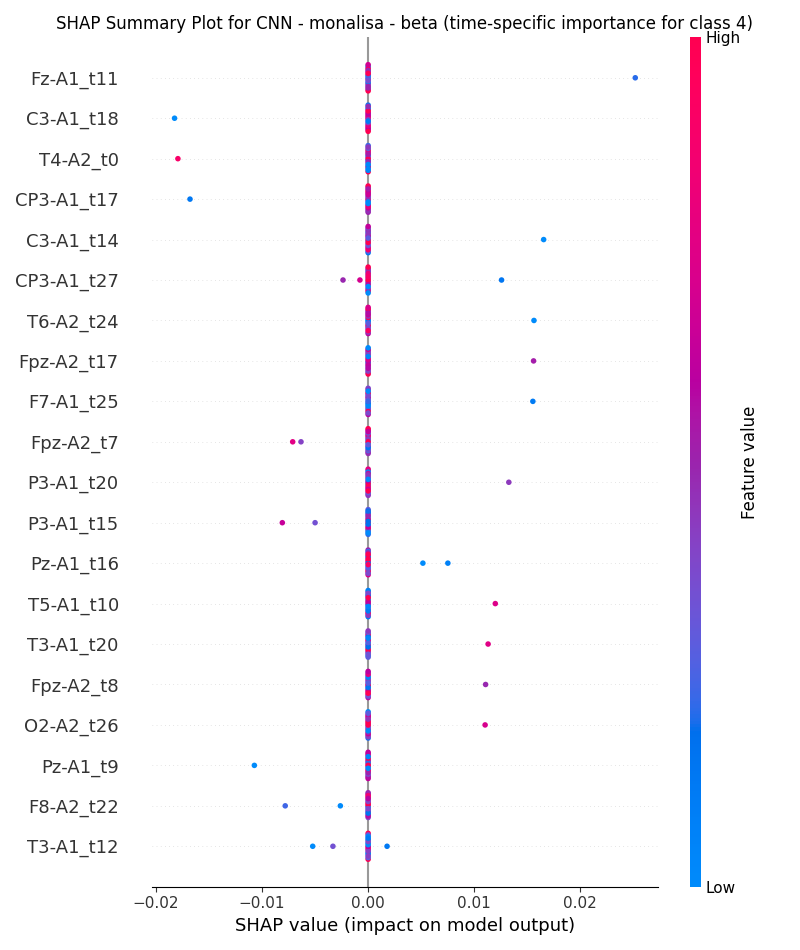 SHAP Summary Plot for CNN - monalisa - beta (time-specific importance for class 4)
High
Fz-A1_t11
C3-A1_t18
T4-A2_t0
CP3-A1_t17
C3-A1_t14
CP3-A1_t27
T6-A2_t24
Fpz-A2_t17
F7-A1_t25
Fpz-A2_t7
P3-A1_t20
P3-A1_t15
Pz-A1_t16
T5-A1_t10
T3-A1_t20
Fpz-A2_t8
O2-A2_t26
Pz-A1_t9
F8-A2_t22
T3-A1_t12
Feature value
Low
−0.02 −0.01 0.00 0.01 0.02
SHAP value (impact on model output)